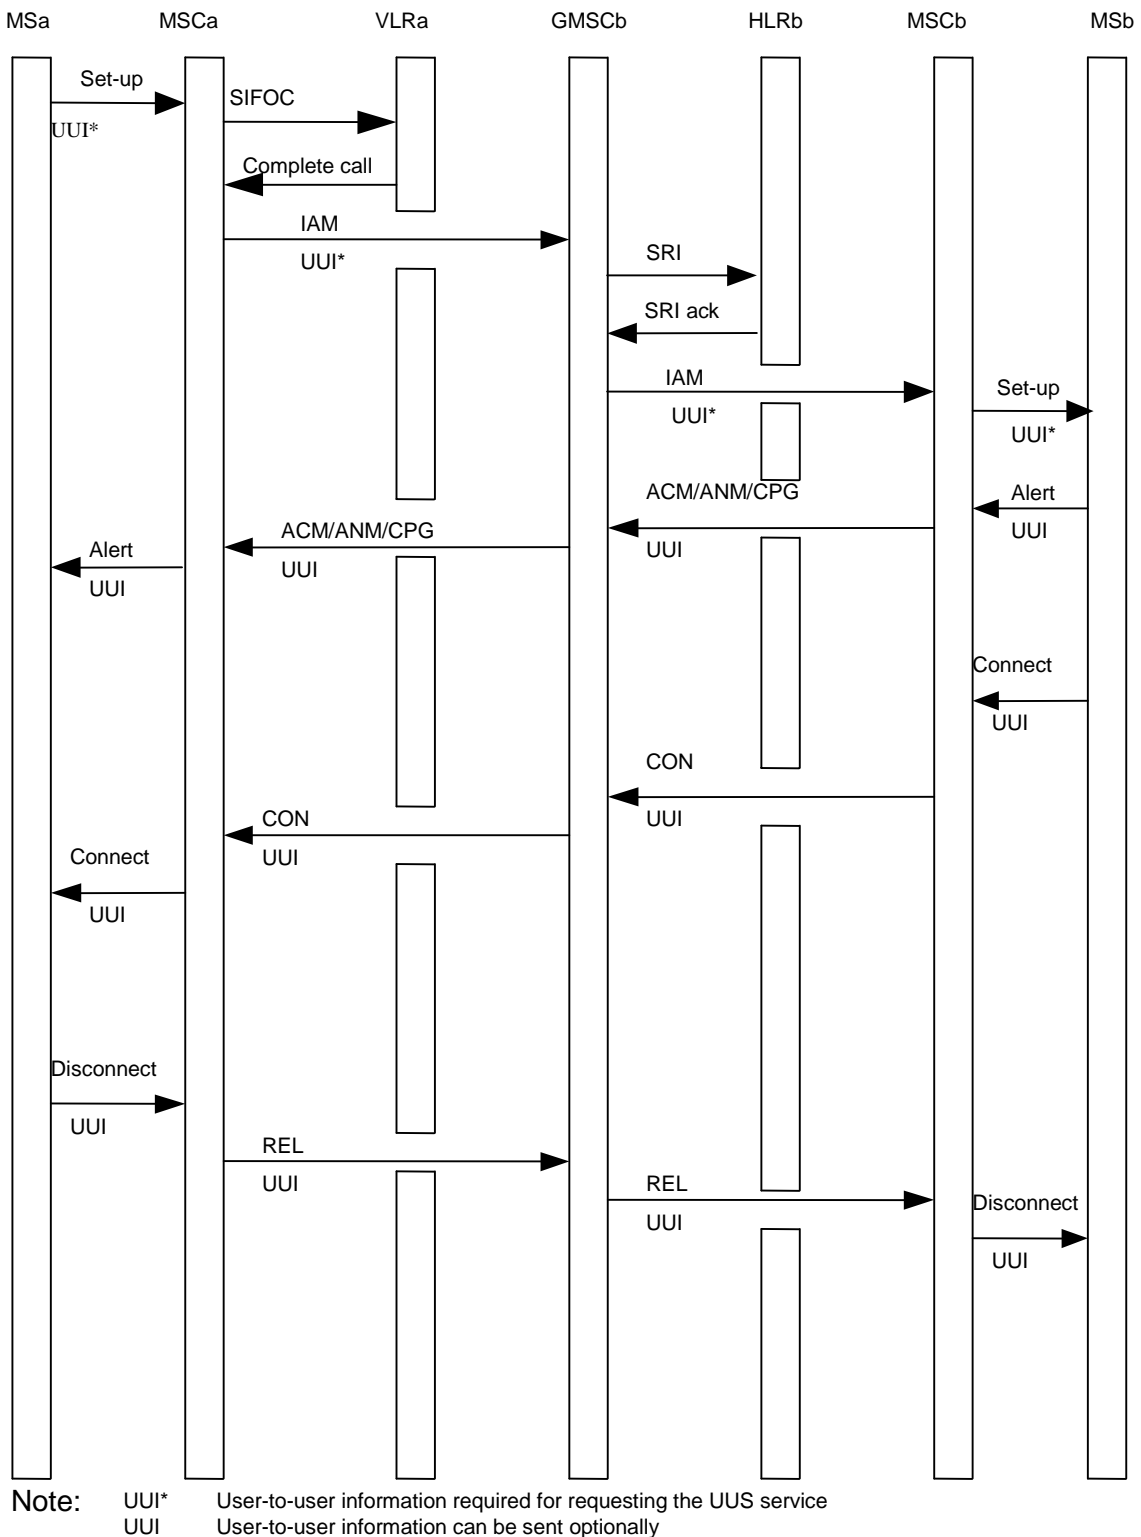 MSa MSCa VLRa GMSCb HLRb MSCb MSb
Set-up
UUI*
SIFOC
Complete call
IAM
UUI*
SRI
SRI ack
IAM
UUI*
Set-up
UUI*
Alert
UUI
ACM/ANM/CPG
UUI
ACM/ANM/CPG
UUI
Alert
UUI
Connect
UUI
CON
UUI
CON
UUI
Connect
UUI
Disconnect
UUI
REL
UUI
REL
UUI
Disconnect
UUI
Note: UUI* User-to-user information required for requesting the UUS service
UUI User-to-user information can be sent optionally